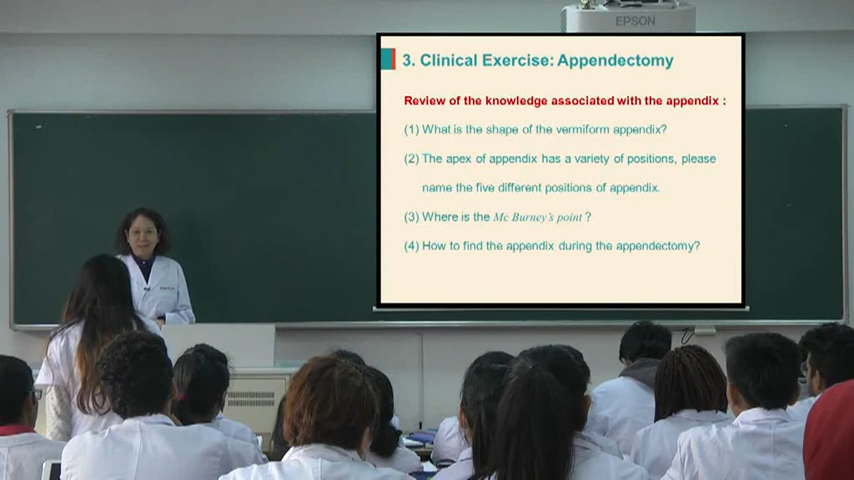 EPSON
3. Clinical Exercise: Appendectomy
Review of the knowledge associated with the appendix :
(1) What is the shape of the vermiform appendix?
(2) The apex of appendix has a variety of positions, please
name the five different positions of appendix.
(3) Where is the Mc Burney's point ?
(4) How to find the appendix during the appendectomy?